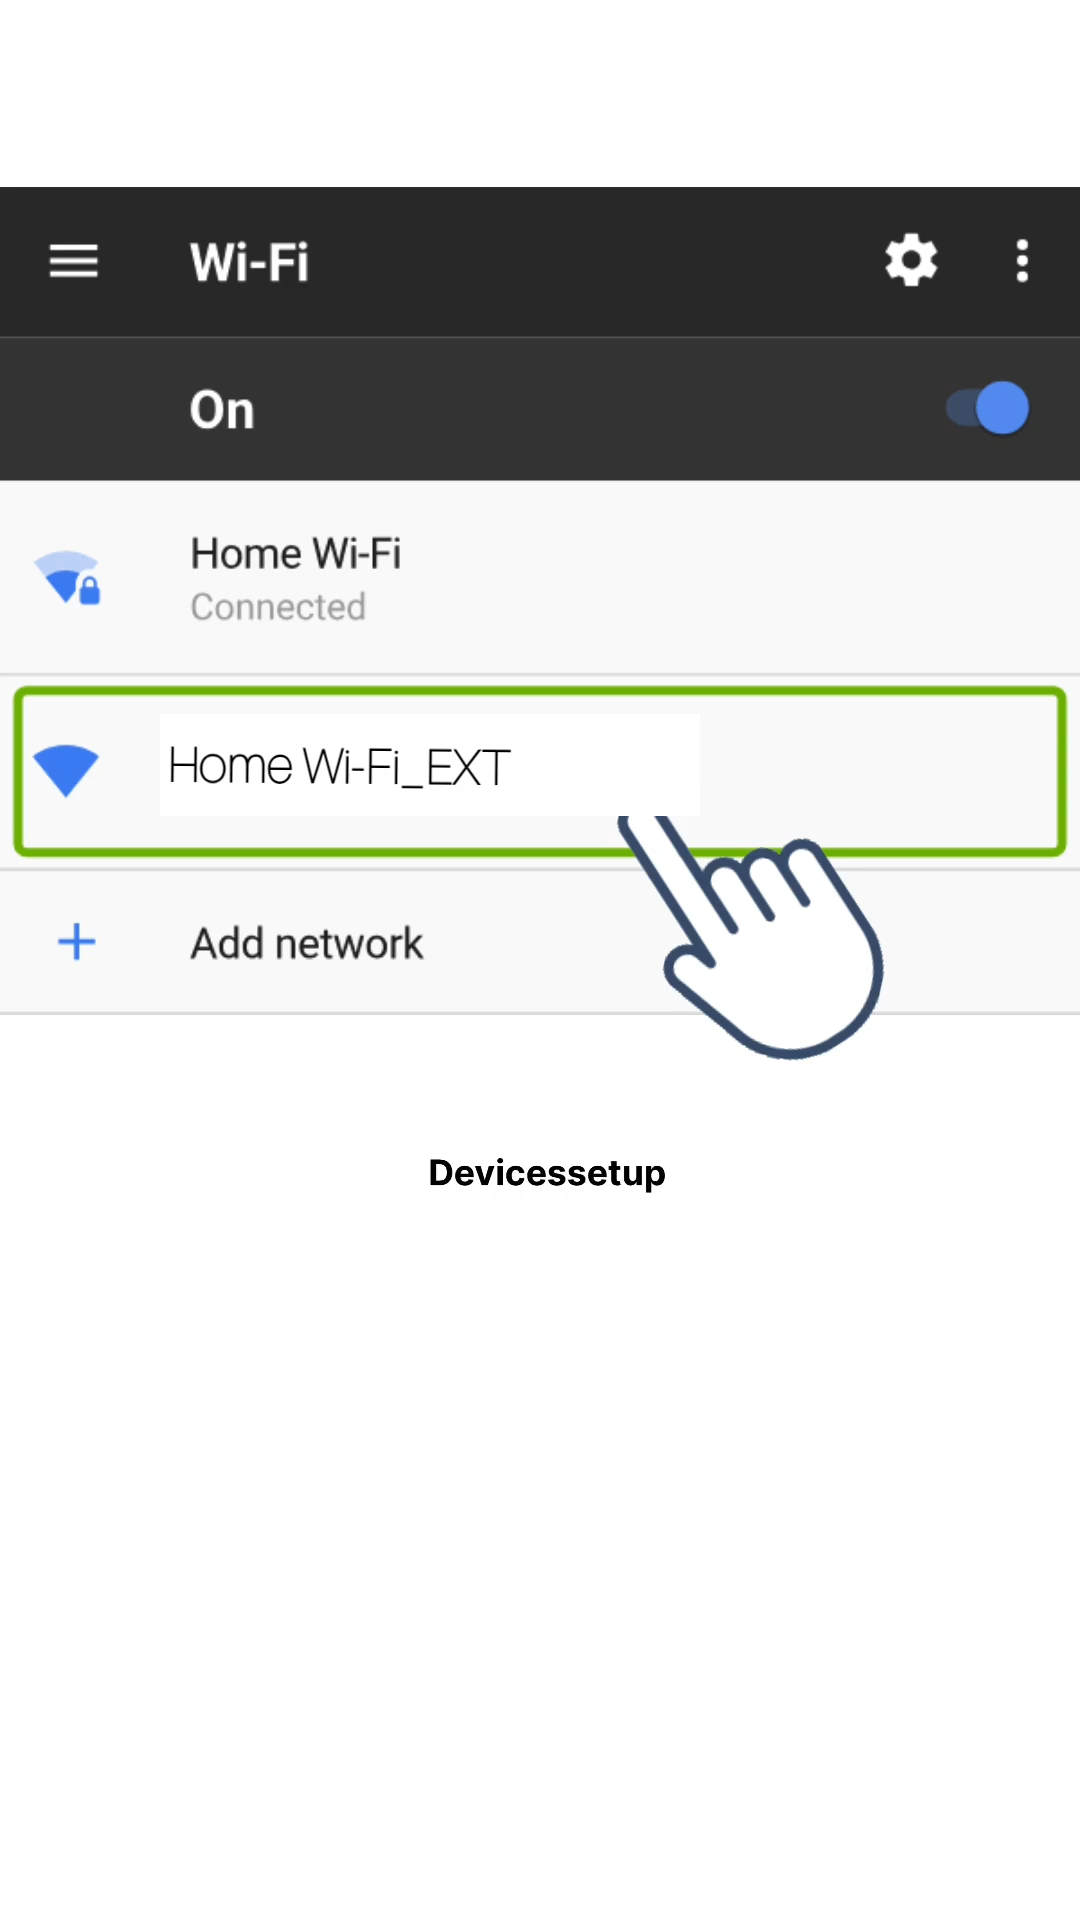 Wi-Fi
On
Home Wi-Fi
Connected
Home Wi-Fi_EXT
Add network
Devicessetup